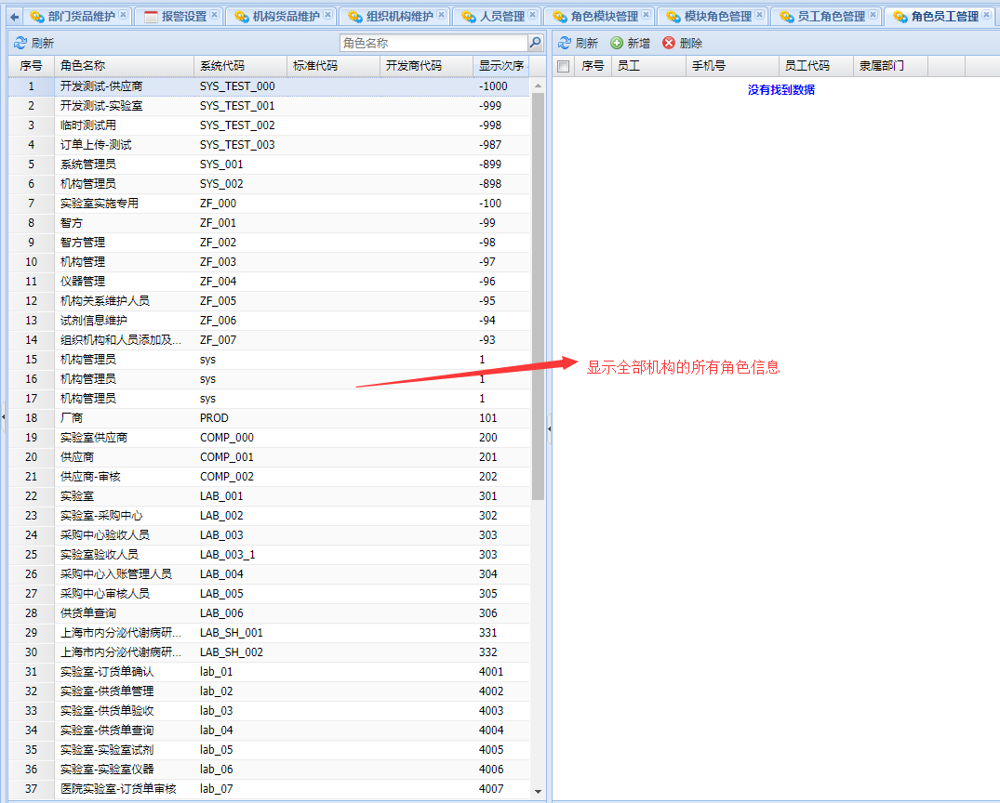 部门货品维护 报警设置 机构货品维护 组织机构维护 人员管理 角色模块管理 模块角色管理 员工角色管理 角色员工管理
刷新 角色名称
刷新 新增 删除
序号 角色名称 系统代码 标准代码 开发商代码 显示次序
序号 员工 手机号 员工代码 隶属部门
没有找到数据
1 开发测试-供应商 SYS_TEST_000 -1000
2 开发测试-实验室 SYS_TEST_001 -999
3 临时测试用 SYS_TEST_002 -998
4 订单上传-测试 SYS_TEST_003 -987
5 系统管理员 SYS_001 -899
6 机构管理员 SYS_002 -898
7 实验室实施专用 ZF_000 -100
8 智方 ZF_001 -99
9 智方管理 ZF_002 -98
10 机构管理 ZF_003 -97
11 仪器管理 ZF_004 -96
12 机构关系维护人员 ZF_005 -95
13 试剂信息维护 ZF_006 -94
14 组织机构和人员添加及... ZF_007 -93
15 机构管理员 sys 1
16 机构管理员 sys 1
17 机构管理员 sys 1
显示全部机构的所有角色信息
18 厂商 PROD 101
19 实验室供应商 COMP_000 200
20 供应商 COMP_001 201
21 供应商-审核 COMP_002 202
22 实验室 LAB_001 301
23 实验室-采购中心 LAB_002 302
24 采购中心验收人员 LAB_003 303
25 实验室验收人员 LAB_003_1 303
26 采购中心入账管理人员 LAB_004 304
27 采购中心审核人员 LAB_005 305
28 供货单查询 LAB_006 306
29 上海市内分泌代谢病研... LAB_SH_001 331
30 上海市内分泌代谢病研... LAB_SH_002 332
31 实验室-订货单确认 lab_01 4001
32 实验室-供货单管理 lab_02 4002
33 实验室-供货单验收 lab_03 4003
34 实验室-供货单查询 lab_04 4004
35 实验室-实验室试剂 lab_05 4005
36 实验室-实验室仪器 lab_06 4006
37 医院实验室-订货单审核 lab_07 4007